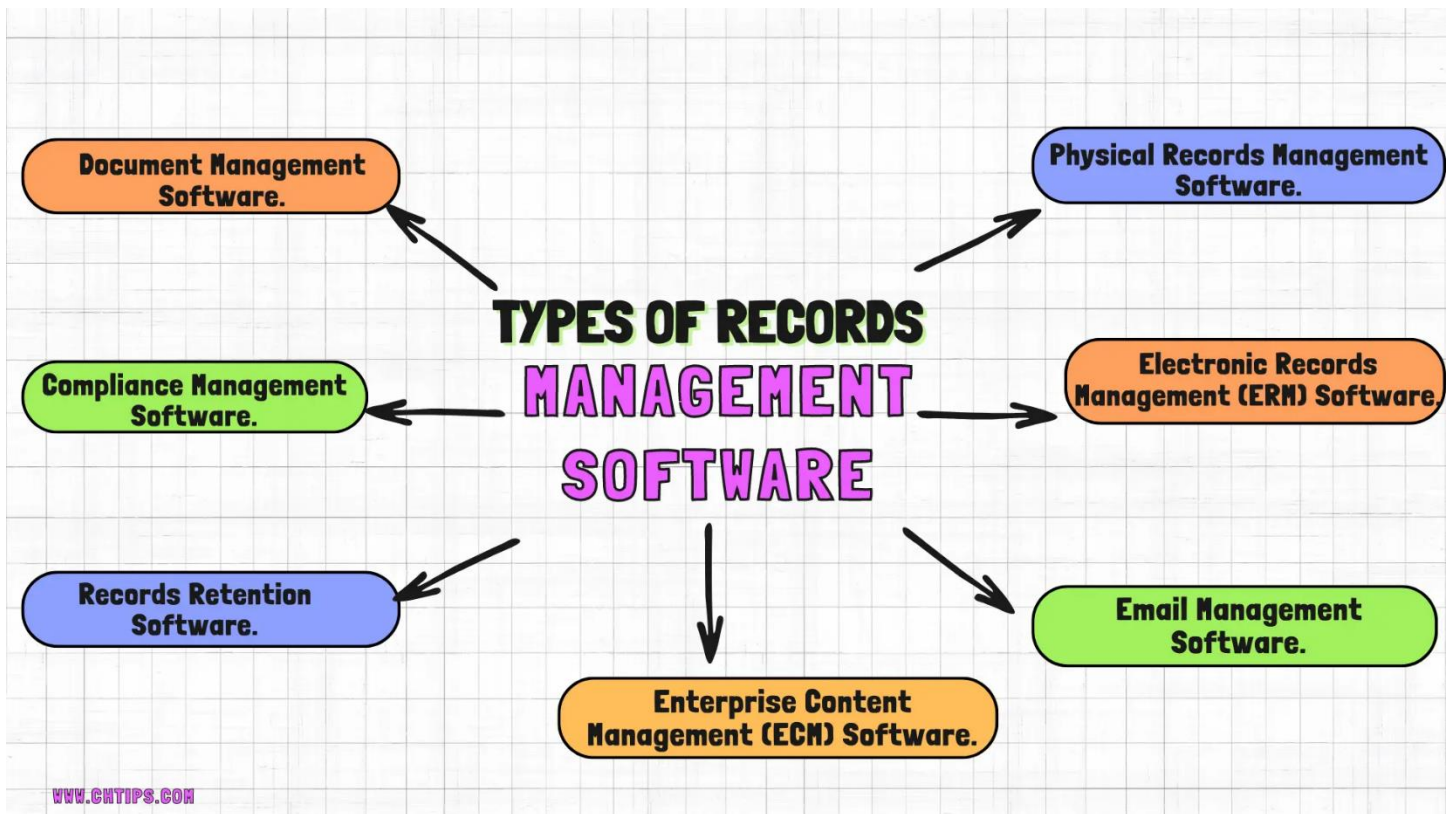 Document Management
Software.
Physical Records Management
Software.
TYPES OF RECORDS
MANAGEMENT
SOFTWARE
Compliance Management
Software.
Electronic Records
Management (ERM) Software.
Records Retention
Software.
Email Management
Software.
Enterprise Content
Management (ECM) Software.
WWW.CHTIPS.COM